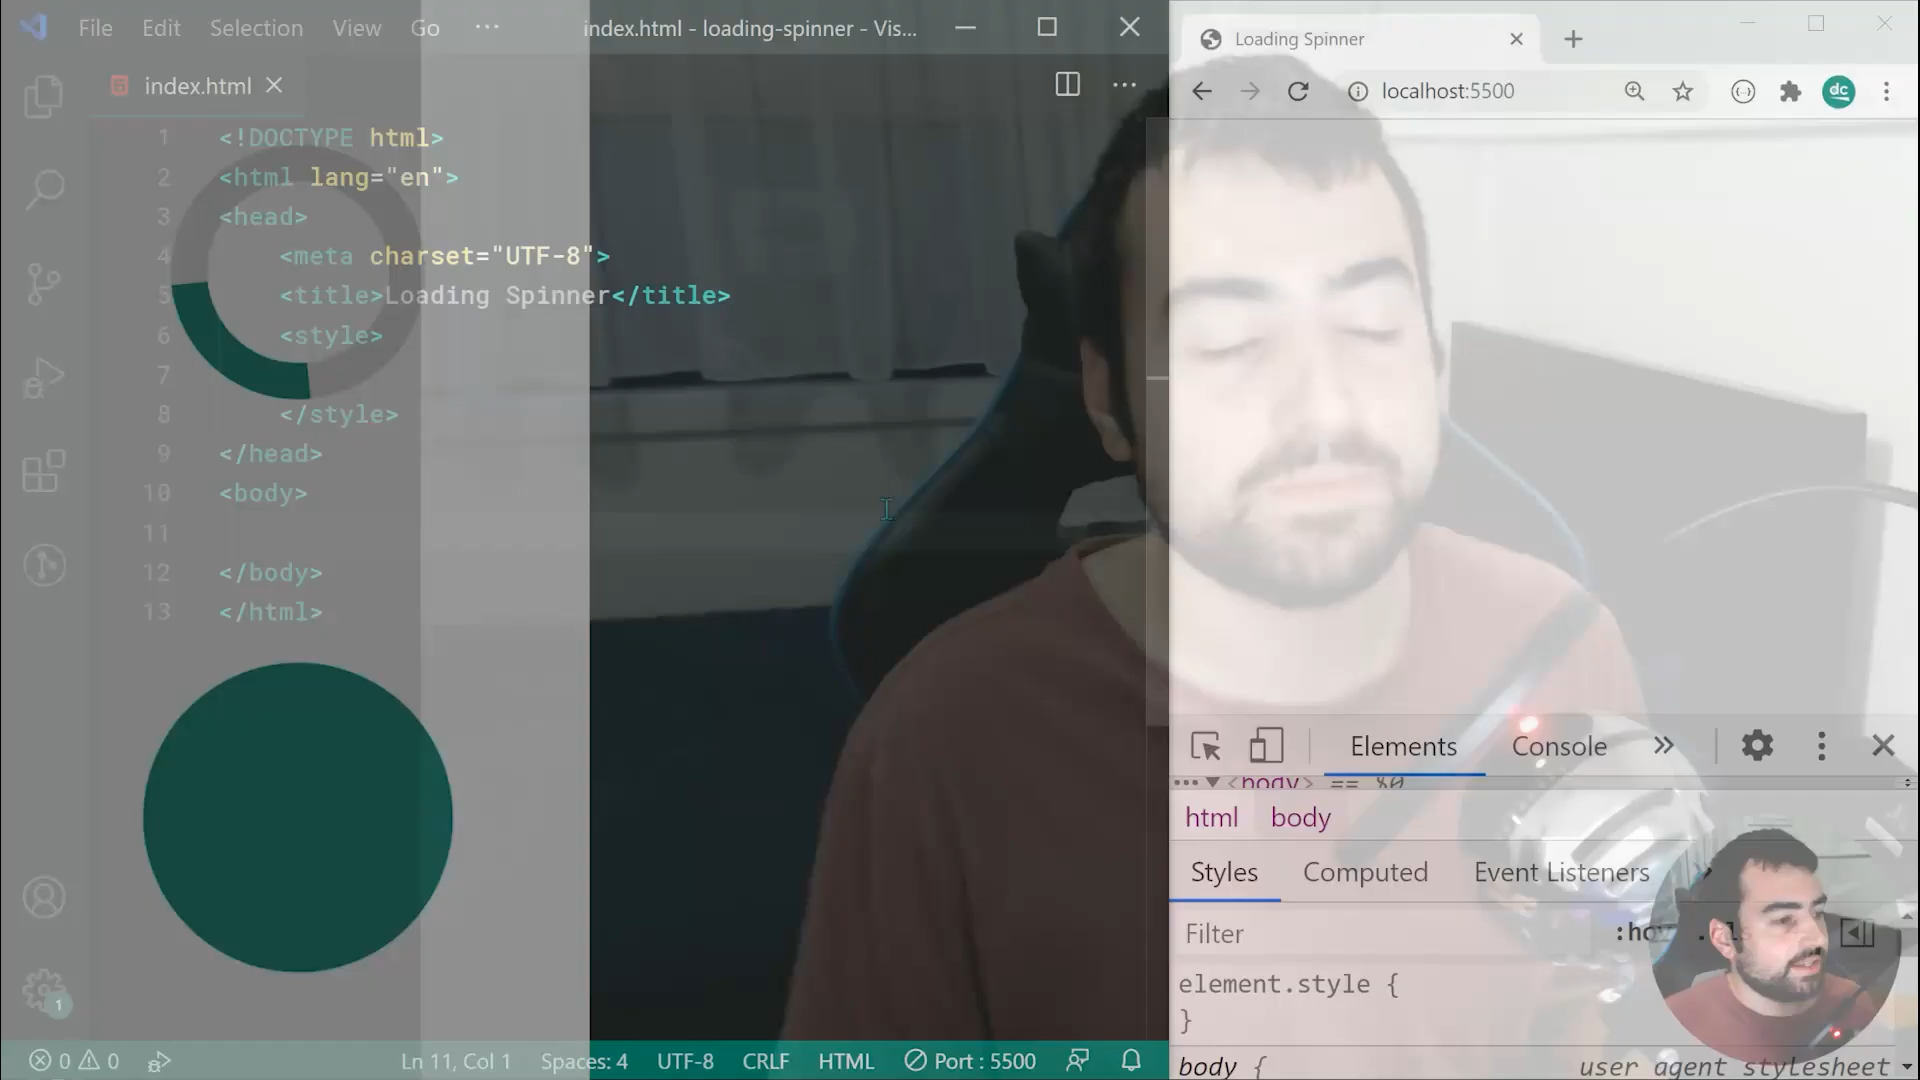 File Edit Selection View Go ··· index.html - loading-spinner - Vis...
index.html
1 <!DOCTYPE html>
2 <html lang="en">
3 <head>
4 <meta charset="UTF-8">
5 <title>Loading Spinner</title>
6 <style>
7
8 </style>
9 </head>
10 <body>
11
12 </body>
13 </html>
1
0 0 Ln 11, Col 1 Spaces: 4 UTF-8 CRLF HTML Port : 5500
Loading Spinner
localhost:5500
dc
Elements Console
<body> == $0
html body
Styles Computed Event Listeners
Filter
element.style {
}
body { user agent stylesheet